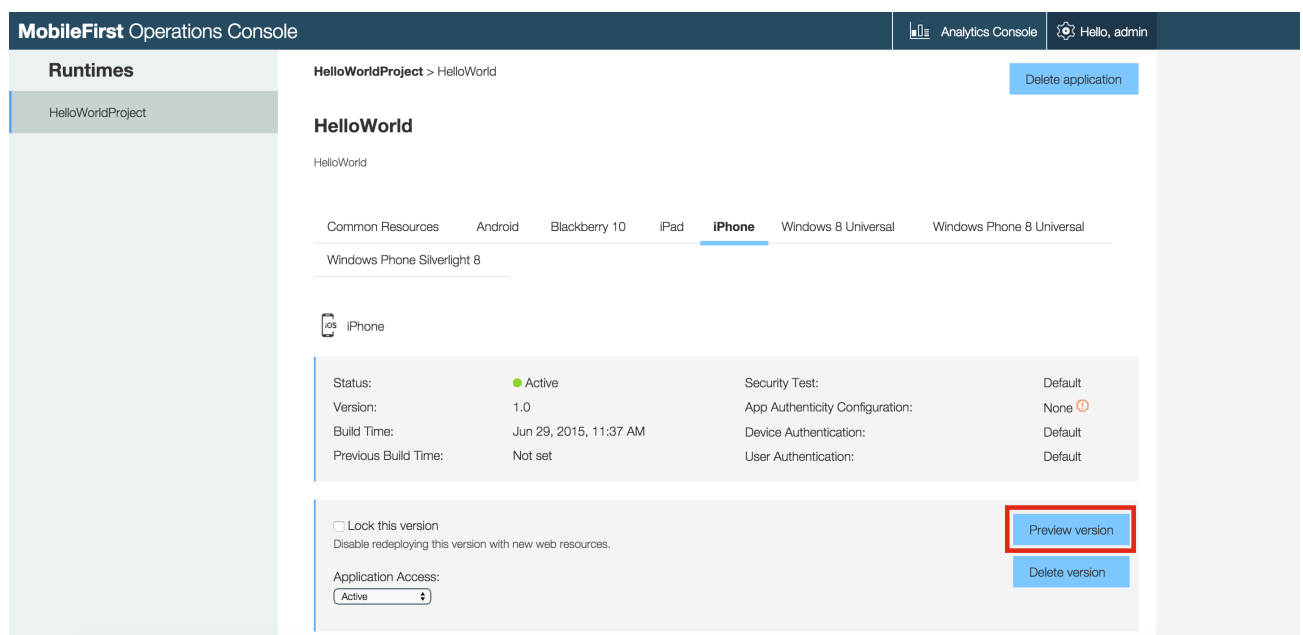 MobileFirst Operations Console
Analytics Console
Hello, admin
Runtimes
HelloWorldProject
HelloWorldProject > HelloWorld
Delete application
HelloWorld
HelloWorld
Common Resources Android Blackberry 10 iPad iPhone Windows 8 Universal Windows Phone 8 Universal
Windows Phone Silverlight 8
iOS iPhone
Status: Active Security Test: Default
Version: 1.0 App Authenticity Configuration: None
Build Time: Jun 29, 2015, 11:37 AM Device Authentication: Default
Previous Build Time: Not set User Authentication: Default
Lock this version
Preview version
Disable redeploying this version with new web resources.
Application Access:
Delete version
Active